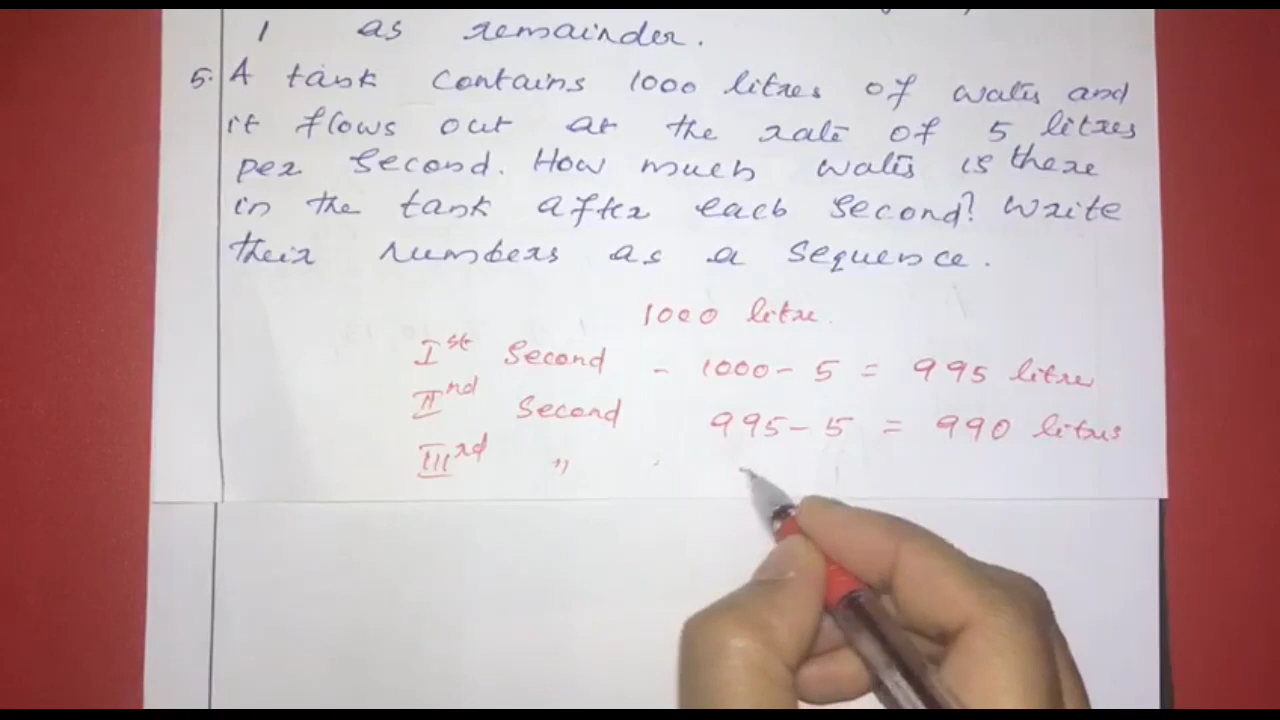 1 as remainder.
5. A tank contains 1000 litres of water and
it flows out at the rate of 5 litres
per second. How much water is there
in the tank after each second? Write
their numbers as a sequence.
1000 litre.
Ist Second - 1000 - 5 = 995 litre
IInd Second 995 - 5 = 990 litres
IIIrd "